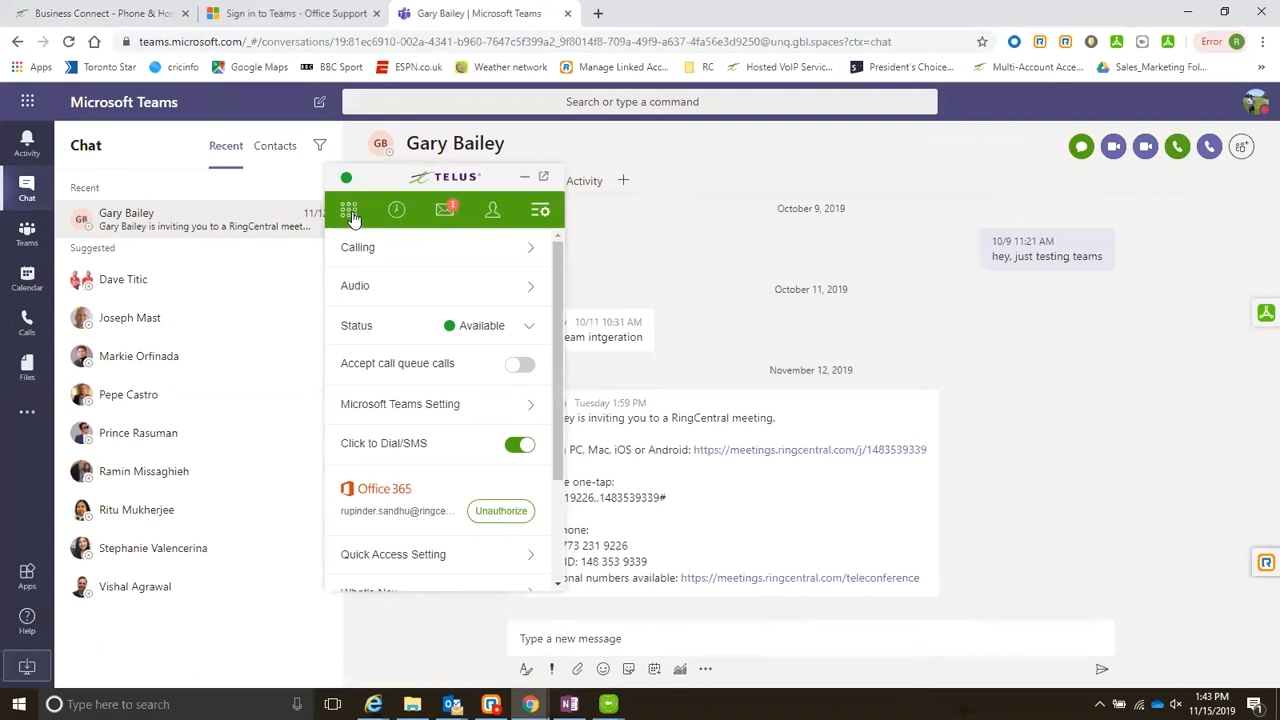 Business Connect - Phone & Ho
Sign in to Teams - Office Support
Gary Bailey | Microsoft Teams
teams.microsoft.com/_#/conversations/19:81ec6910-002a-4341-b960-7647c5f399a2_9f8014f8-709a-49f9-a637-4fa56e3d9250@unq.gbl.spaces?ctx=chat
Error R
Apps
Toronto Star
cricinfo
Google Maps
BBC Sport
ESPN.co.uk
Weather network
Manage Linked Acc...
RC
Hosted VoIP Servic...
President's Choice...
Multi-Account Acce...
Sales_Marketing Fol...
Microsoft Teams
Search or type a command
Activity
Chat
Teams
Calendar
Calls
Files
Apps
Help
Chat
Recent
Contacts
Recent
GB
Gary Bailey
11/12
Gary Bailey is inviting you to a RingCentral meet...
Suggested
Dave Titic
Joseph Mast
Markie Orfinada
Pepe Castro
Prince Rasuman
Ramin Missaghieh
Ritu Mukherjee
Stephanie Valencerina
Vishal Agrawal
GB
Gary Bailey
Activity
TELUS
1
Calling
Audio
Status
Available
Accept call queue calls
Microsoft Teams Setting
Click to Dial/SMS
Office 365
rupinder.sandhu@ringce...
Unauthorize
Quick Access Setting
What's New
October 9, 2019
10/9 11:21 AM
hey, just testing teams
October 11, 2019
10/11 10:31 AM
eam intgeration
November 12, 2019
Tuesday 1:59 PM
ey is inviting you to a RingCentral meeting.
PC, Mac, iOS or Android: https://meetings.ringcentral.com/j/1483539339
e one-tap:
19226,,1483539339#
hone:
773 231 9226
ID: 148 353 9339
onal numbers available: https://meetings.ringcentral.com/teleconference
Type a new message
Type here to search
1:43 PM
11/15/2019